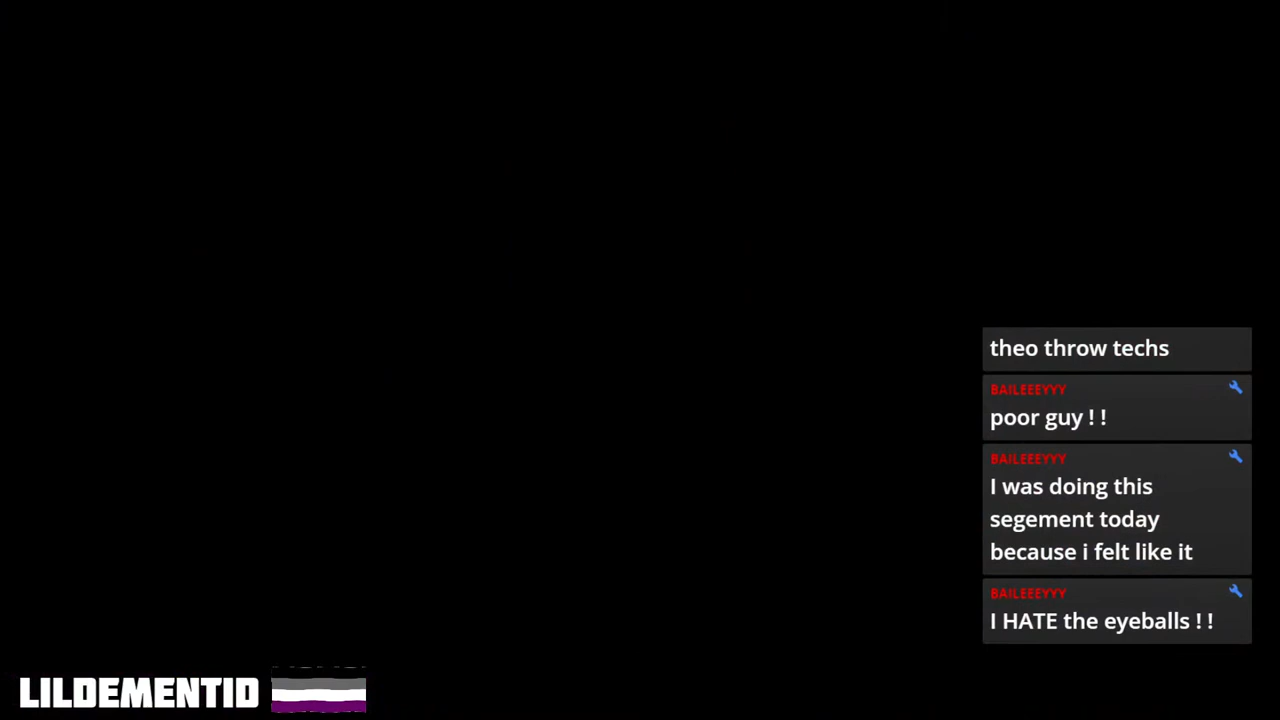 theo throw techs
BAILEEEYYY
poor guy ! !
BAILEEEYYY
I was doing this
segement today
because i felt like it
BAILEEEYYY
I HATE the eyeballs ! !
LILDEMENTID